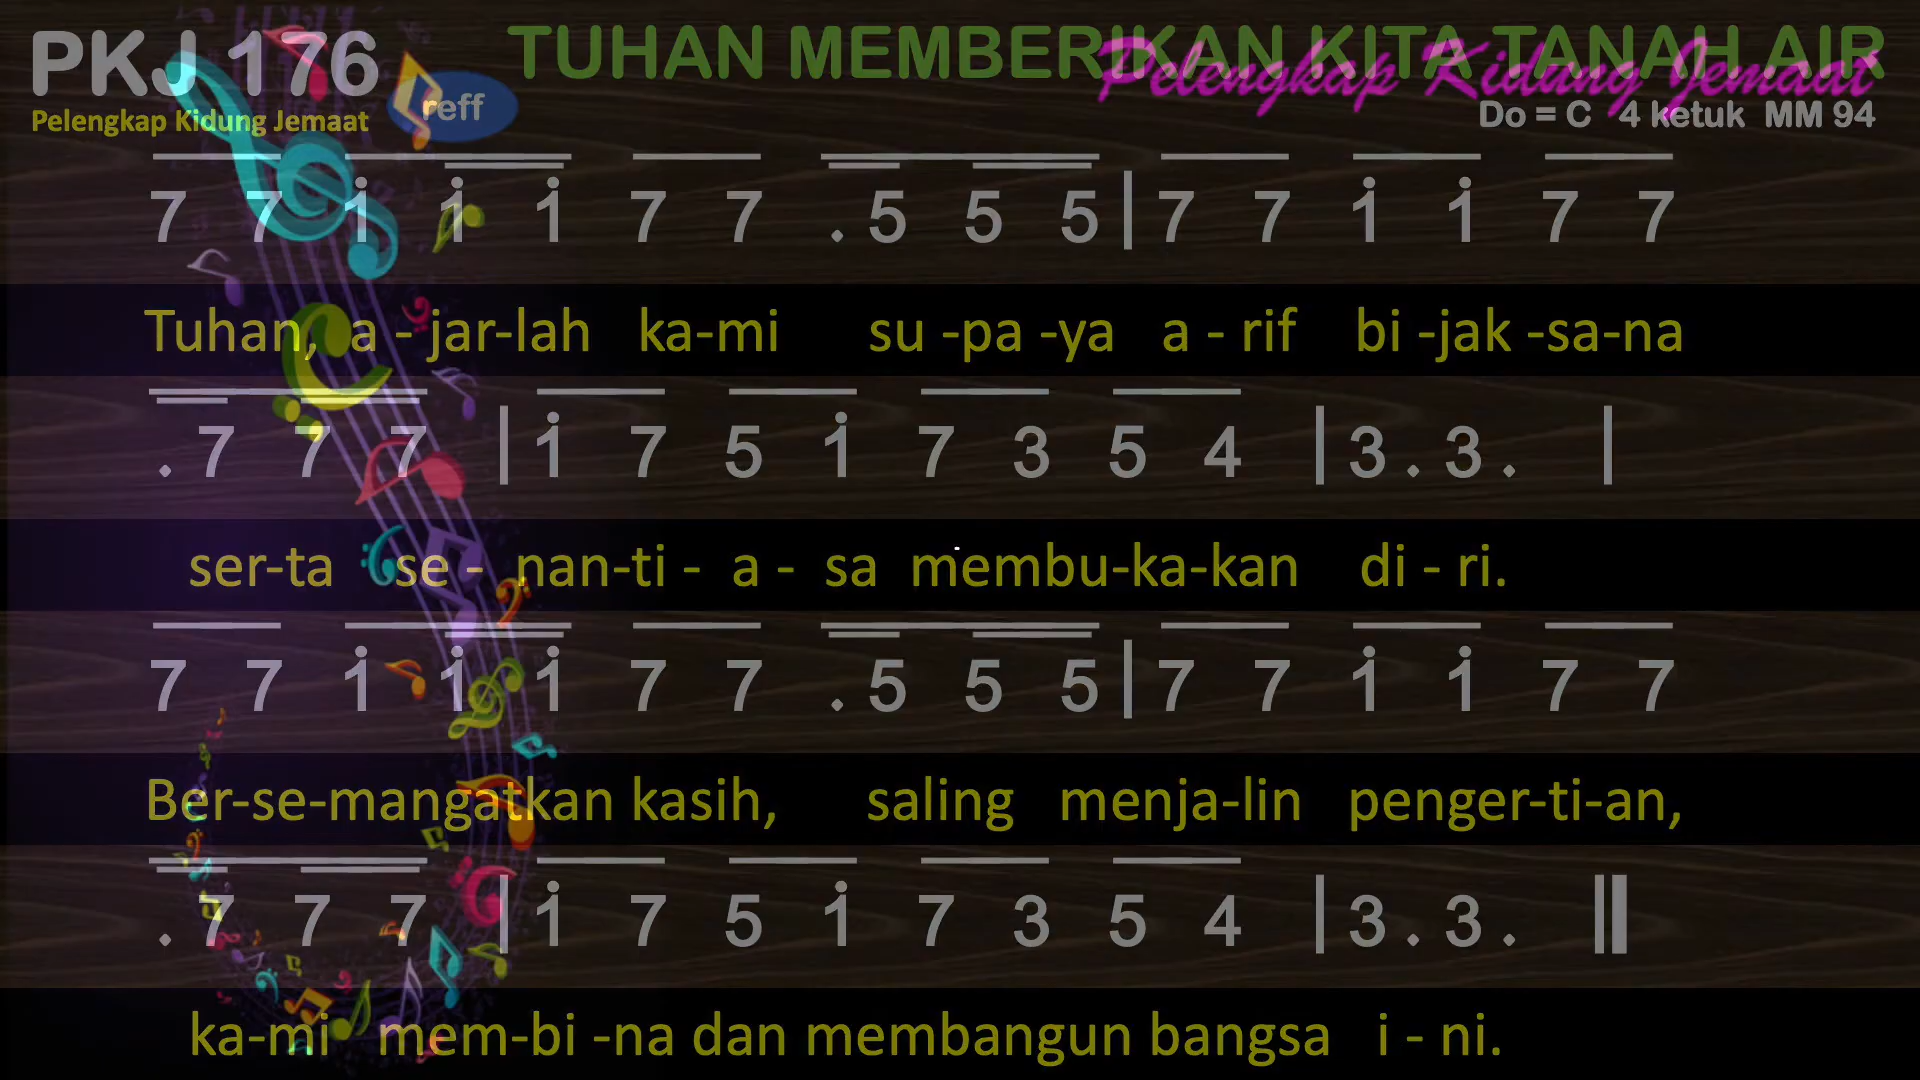 PKJ 176
TUHAN MEMBERIKAN KITA TANAH AIR
Pelengkap Kidung Jemaat
Pelengkap Kidung Jemaat
reff
Do = C 4 ketuk MM 94
7 7 i i i 7 7 . 5 5 5 | 7 7 i i 7 7
Tuhan, a - jar-lah ka-mi su -pa -ya a - rif bi -jak -sa-na
. 7 7 7 | i 7 5 i 7 3 5 4 | 3 . 3 . |
ser-ta se - nan-ti - a - sa membu-ka-kan di - ri.
7 7 i i i 7 7 . 5 5 5 | 7 7 i i 7 7
Ber-se-mangatkan kasih, saling menja-lin penger-ti-an,
. 7 7 7 | i 7 5 i 7 3 5 4 | 3 . 3 . ||
ka-mi mem-bi -na dan membangun bangsa i - ni.